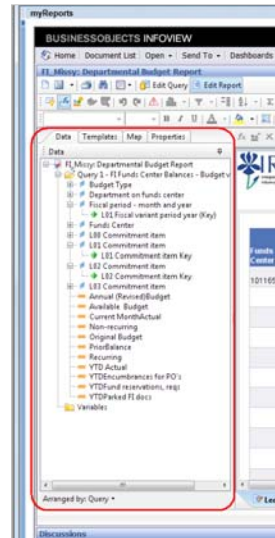 myReports
BUSINESSOBJECTS INFOVIEW
Home Document List Open Send To Dashboards
FI_Missy: Departmental Budget Report
Edit Query Edit Report
Data Templates Map Properties
Data
FI_Missy: Departmental Budget Report
Query 1 - FI Funds Center Balances - Budget v
Budget Type
Department on funds center
Fiscal period - month and year
L01 Fiscal variant period year (Key)
Funds Center
L00 Commitment item
L01 Commitment item
L01 Commitment item Key
L02 Commitment item
L02 Commitment item Key
L03 Commitment item
Annual (Revised)Budget
Available Budget
Current MonthActual
Non-recurring
Original Budget
PriorBalance
Recurring
YTD Actual
YTDEncumbrances for PO's
YTDFund reservations, reqs
YTDParked FI docs
Variables
Funds
Center
101165
Arranged by: Query
Discussions